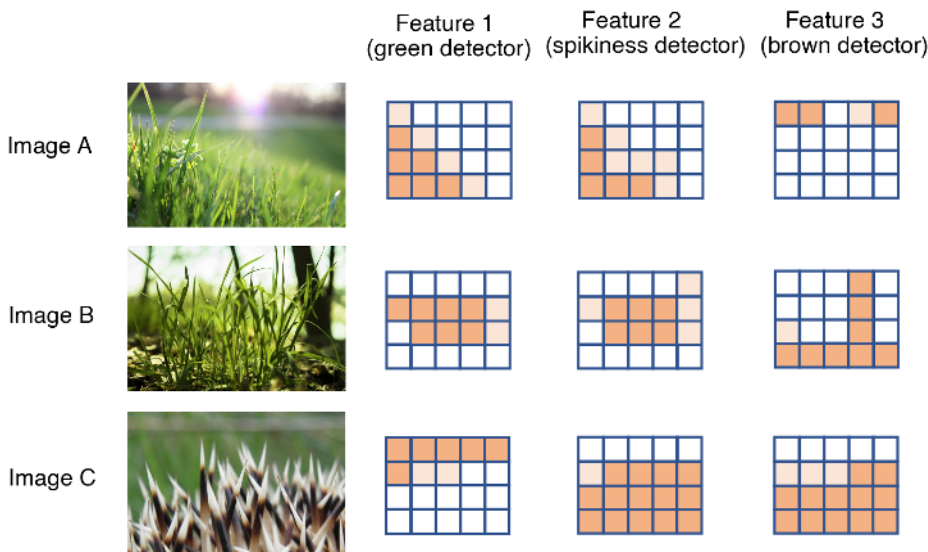 Feature 1
(green detector)
Feature 2
(spikiness detector)
Feature 3
(brown detector)
Image A
Image B
Image C